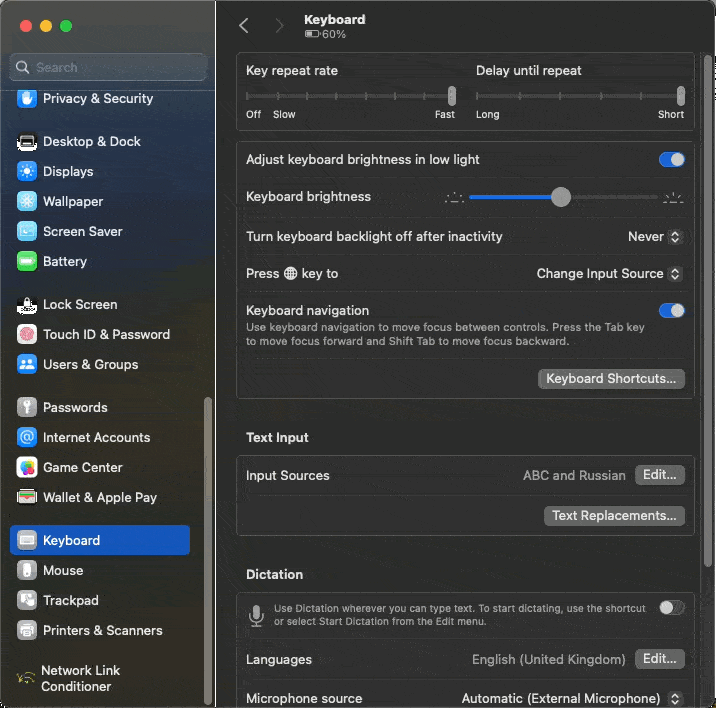 Search
Privacy & Security
Desktop & Dock
Displays
Wallpaper
Screen Saver
Battery
Lock Screen
Touch ID & Password
Users & Groups
Passwords
Internet Accounts
Game Center
Wallet & Apple Pay
Keyboard
Mouse
Trackpad
Printers & Scanners
Network Link
Conditioner
Keyboard
60%
Key repeat rate
Delay until repeat
Off Slow Fast
Long Short
Adjust keyboard brightness in low light
Keyboard brightness
Turn keyboard backlight off after inactivity Never
Press key to Change Input Source
Keyboard navigation
Use keyboard navigation to move focus between controls. Press the Tab key
to move focus forward and Shift Tab to move focus backward.
Keyboard Shortcuts...
Text Input
Input Sources ABC and Russian Edit...
Text Replacements...
Dictation
Use Dictation wherever you can type text. To start dictating, use the shortcut
or select Start Dictation from the Edit menu.
Languages English (United Kingdom) Edit...
Microphone source Automatic (External Microphone)